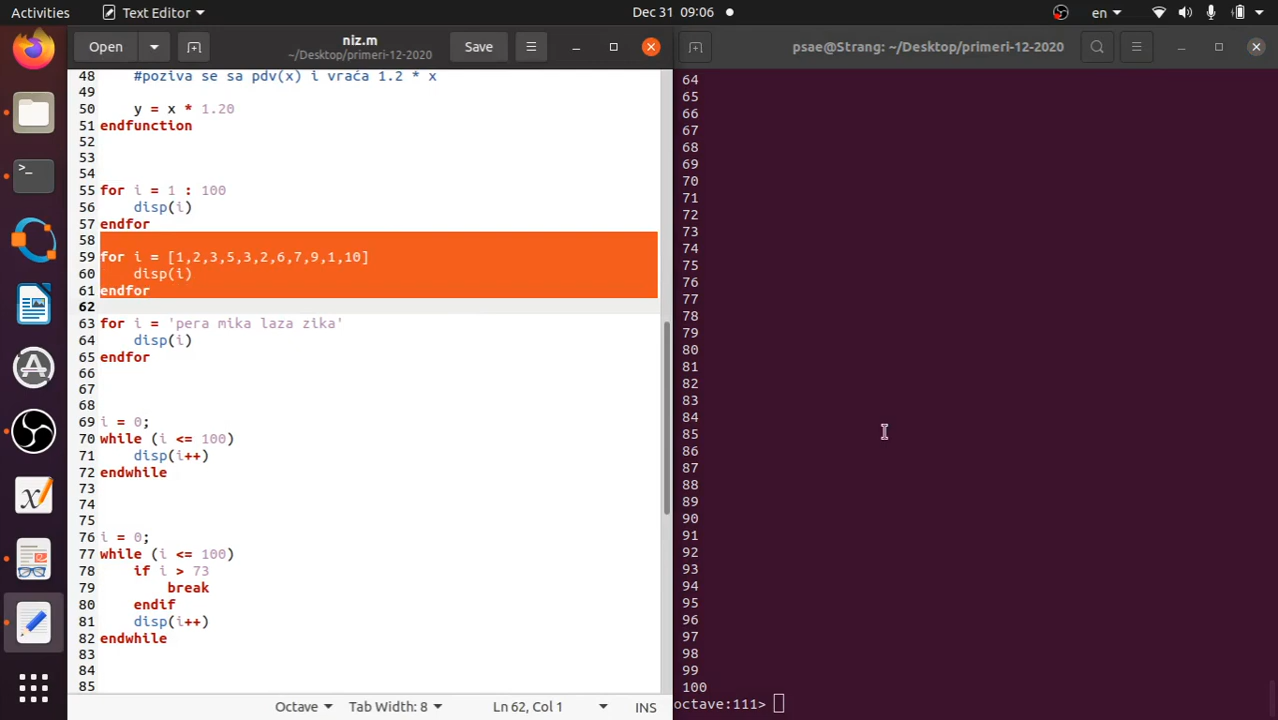 Activities
Text Editor
Dec 31 09:06
en
Open
niz.m
~/Desktop/primeri-12-2020
Save
psae@Strang: ~/Desktop/primeri-12-2020
48 #poziva se sa pdv(x) i vraća 1.2 * x
49
50 y = x * 1.20
51 endfunction
52
53
54
55 for i = 1 : 100
56 disp(i)
57 endfor
58
59 for i = [1,2,3,5,3,2,6,7,9,1,10]
60 disp(i)
61 endfor
62
63 for i = 'pera mika laza zika'
64 disp(i)
65 endfor
66
67
68
69 i = 0;
70 while (i <= 100)
71 disp(i++)
72 endwhile
73
74
75
76 i = 0;
77 while (i <= 100)
78 if i > 73
79 break
80 endif
81 disp(i++)
82 endwhile
83
84
85
Octave
Tab Width: 8
Ln 62, Col 1
INS
64
65
66
67
68
69
70
71
72
73
74
75
76
77
78
79
80
81
82
83
84
85
86
87
88
89
90
91
92
93
94
95
96
97
98
99
100
octave:111>